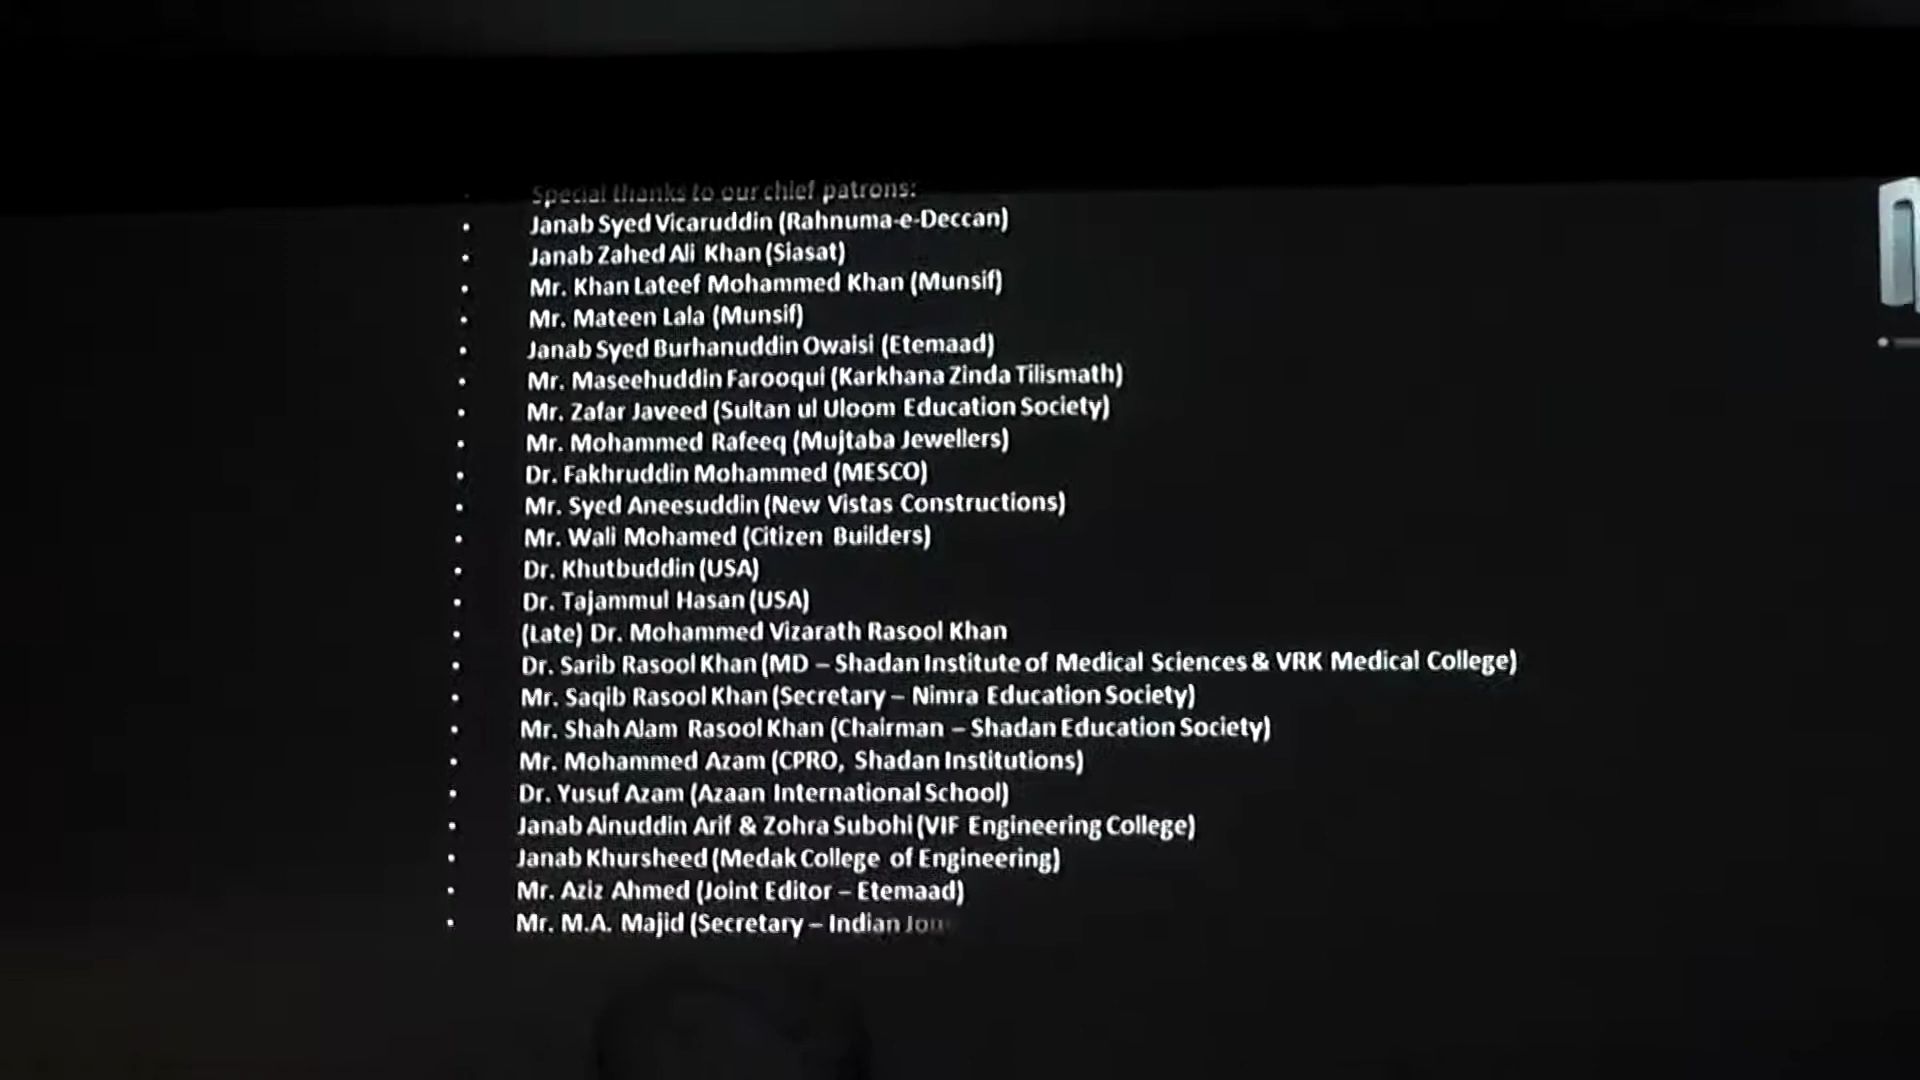 Special thanks to our chief patrons:
• Janab Syed Vicaruddin (Rahnuma-e-Deccan)
• Janab Zahed Ali Khan (Siasat)
• Mr. Khan Lateef Mohammed Khan (Munsif)
• Mr. Mateen Lala (Munsif)
• Janab Syed Burhanuddin Owaisi (Etemaad)
• Mr. Maseehuddin Farooqui (Karkhana Zinda Tilismath)
• Mr. Zafar Javeed (Sultan ul Uloom Education Society)
• Mr. Mohammed Rafeeq (Mujtaba Jewellers)
• Dr. Fakhruddin Mohammed (MESCO)
• Mr. Syed Aneesuddin (New Vistas Constructions)
• Mr. Wali Mohamed (Citizen Builders)
• Dr. Khutbuddin (USA)
• Dr. Tajammul Hasan (USA)
• (Late) Dr. Mohammed Vizarath Rasool Khan
• Dr. Sarib Rasool Khan (MD – Shadan Institute of Medical Sciences & VRK Medical College)
• Mr. Saqib Rasool Khan (Secretary – Nimra Education Society)
• Mr. Shah Alam Rasool Khan (Chairman – Shadan Education Society)
• Mr. Mohammed Azam (CPRO, Shadan Institutions)
• Dr. Yusuf Azam (Azaan International School)
• Janab Ainuddin Arif & Zohra Subohi (VIF Engineering College)
• Janab Khursheed (Medak College of Engineering)
• Mr. Aziz Ahmed (Joint Editor – Etemaad)
• Mr. M.A. Majid (Secretary – Indian